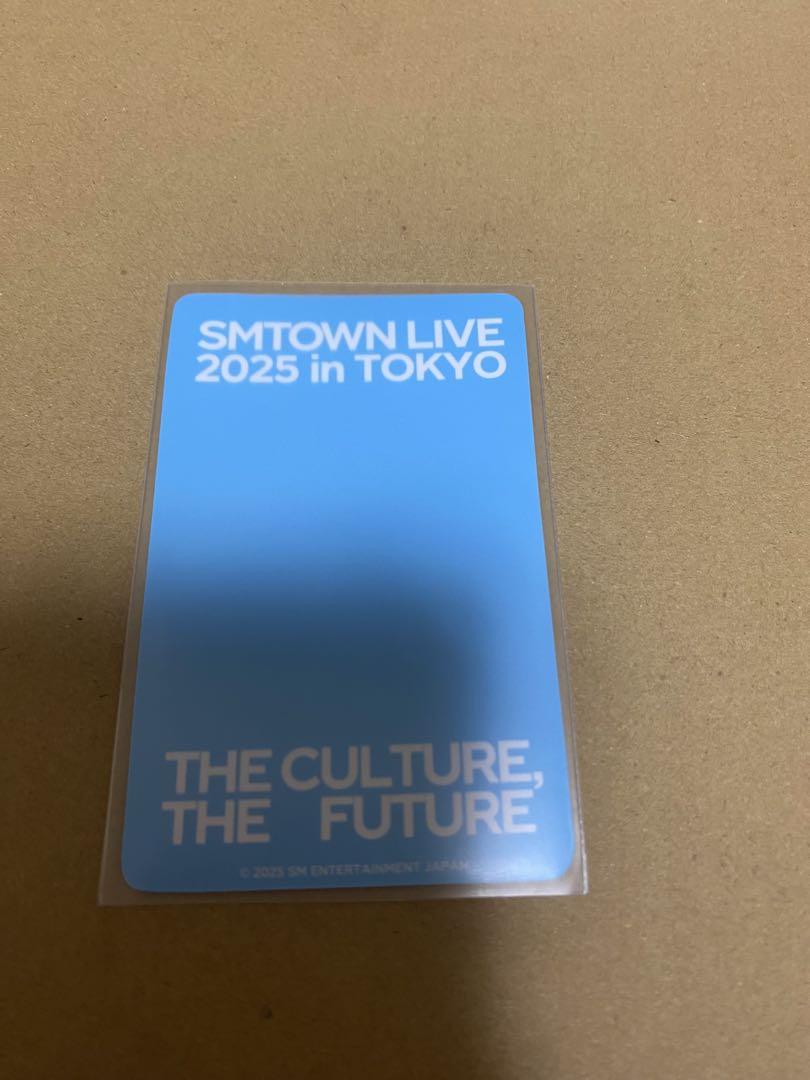 SMTOWN LIVE
2025 in TOKYO
THE CULTURE,
THE FUTURE
© 2025 SM ENTERTAINMENT JAPAN